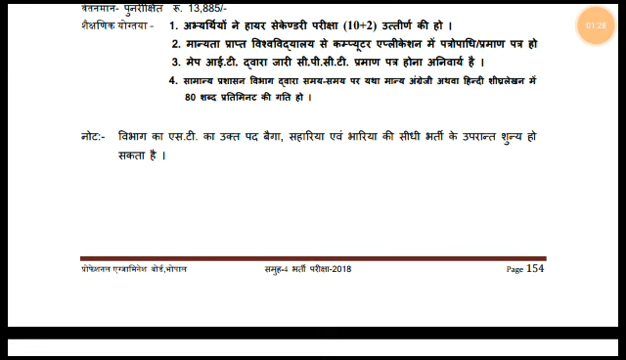 वेतनमान- पुनरीक्षित रू. 13,885/-
शैक्षणिक योग्तया - 1. अभ्यर्थियों ने हायर सेकेण्डरी परीक्षा (10+2) उत्तीर्ण की हो ।
2. मान्यता प्राप्त विश्वविद्यालय से कम्प्यूटर एप्लीकेशन में पत्रोपाधि/प्रमाण पत्र हो
3. मेप आई.टी. द्वारा जारी सी.पी.सी.टी. प्रमाण पत्र होना अनिवार्य है ।
4. सामान्य प्रशासन विभाग द्वारा समय-समय पर यथा मान्य अंग्रेजी अथवा हिन्दी शीघ्रलेखन में
80 शब्द प्रतिमिनट की गति हो ।
नोट:- विभाग का एस.टी. का उक्त पद बैगा, सहारिया एवं भारिया की सीधी भर्ती के उपरान्त शुन्य हो
सकता है ।
प्रोफेशनल एग्जामिनेशन बोर्ड,भोपाल समुह-4 भर्ती परीक्षा-2018 Page 154
01:28